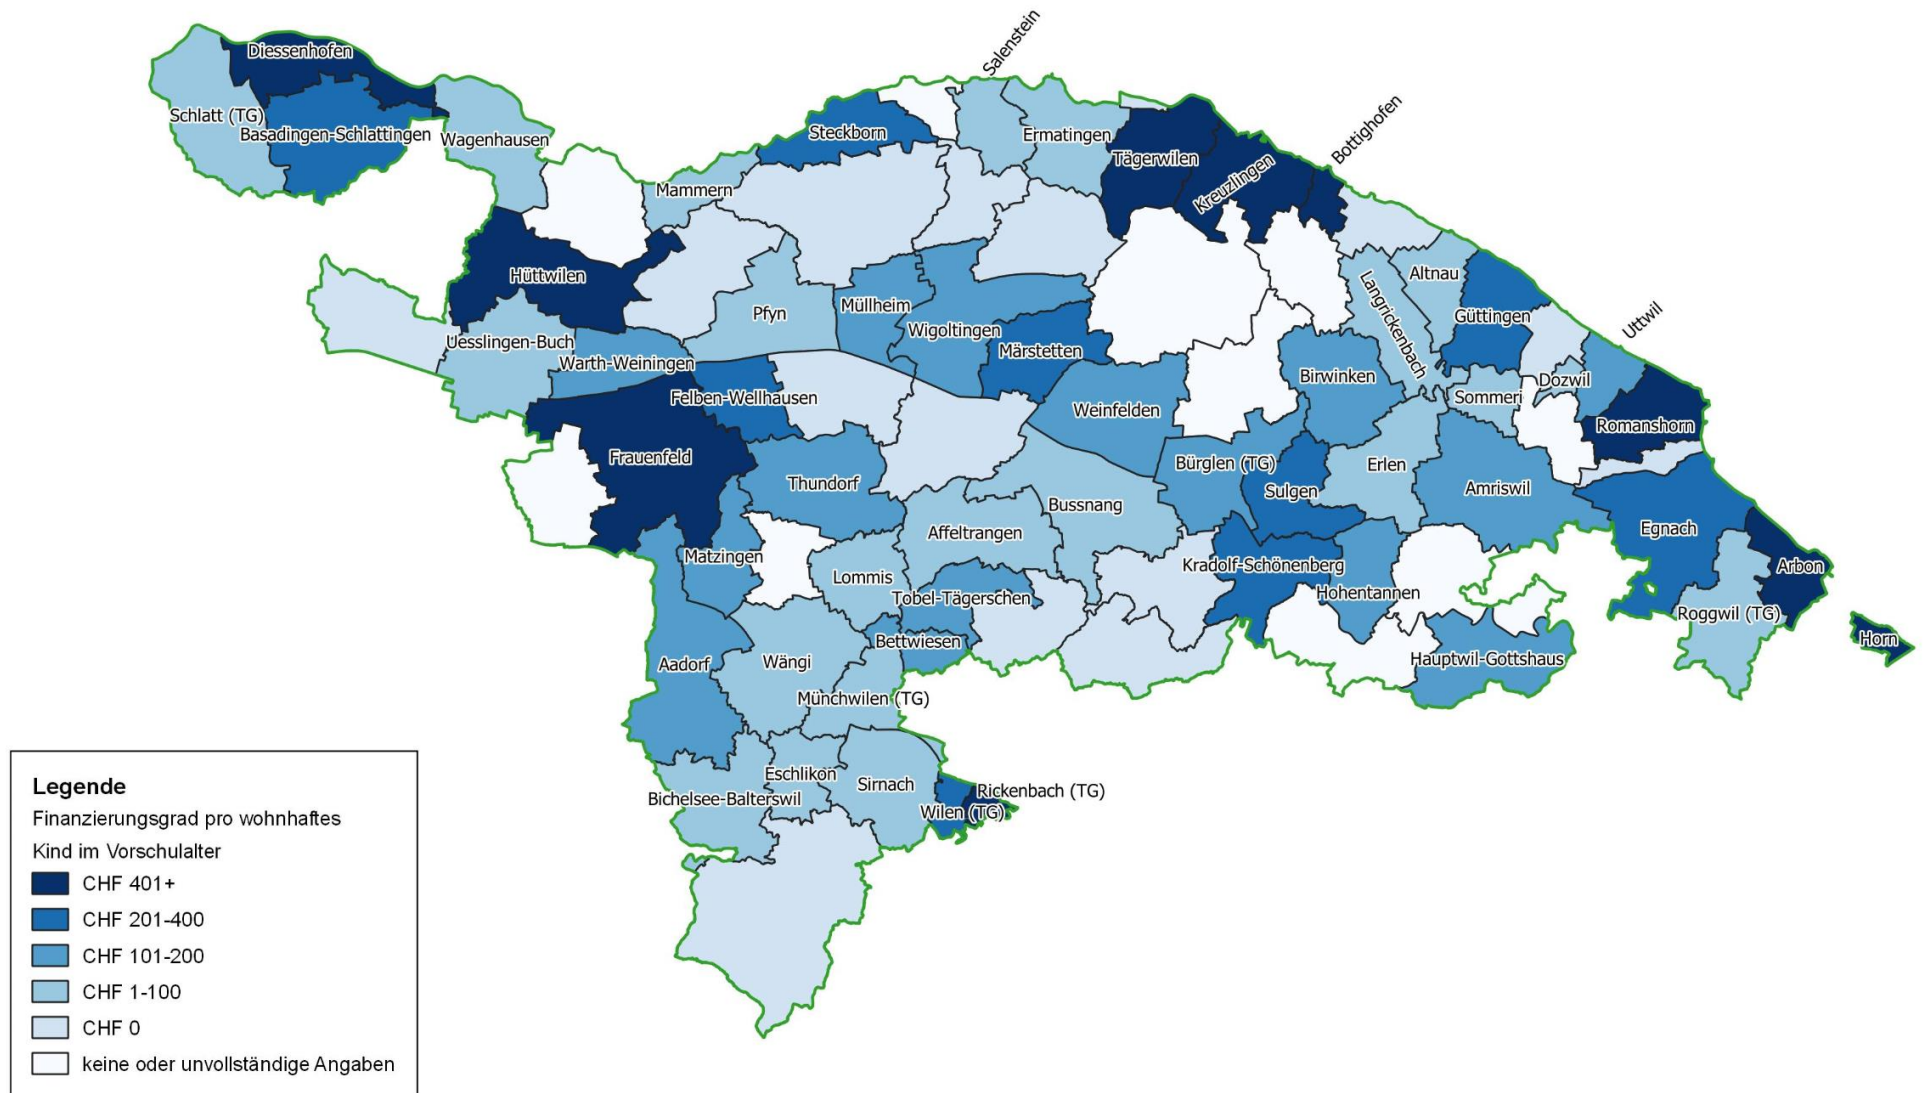 Salenstein
Diessenhofen
Bottighofen
Schlatt (TG)
Basadingen-Schlattingen
Wagenhausen
Steckborn
Ermatingen
Tägerwilen
Kreuzlingen
Mammern
Hüttwilen
Altnau
Langrickenbach
Müllheim
Pfyn
Güttingen
Uttwil
Wigoltingen
Uesslingen-Buch
Märstetten
Warth-Weiningen
Birwinken
Dozwil
Felben-Wellhausen
Sommeri
Weinfelden
Romanshorn
Frauenfeld
Bürglen (TG)
Erlen
Thundorf
Sulgen
Amriswil
Bussnang
Egnach
Affeltrangen
Matzingen
Kradolf-Schönenberg
Arbon
Lommis
Hohentannen
Tobel-Tägerschen
Roggwil (TG)
Horn
Bettwiesen
Aadorf
Wängi
Hauptwil-Gottshaus
Münchwilen (TG)
Eschlikon
Sirnach
Rickenbach (TG)
Bichelsee-Balterswil
Wilen (TG)
Legende
Finanzierungsgrad pro wohnhaftes
Kind im Vorschulalter
CHF 401+
CHF 201-400
CHF 101-200
CHF 1-100
CHF 0
keine oder unvollständige Angaben